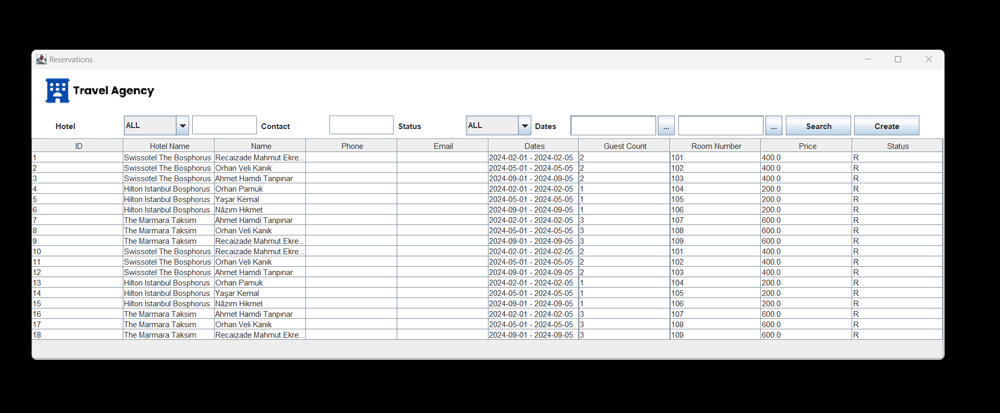 Reservations
Travel Agency
Hotel ALL Contact Status ALL Dates ... ... Search Create
ID Hotel Name Name Phone Email Dates Guest Count Room Number Price Status
1 Swissotel The Bosphorus Recaizade Mahmut Ekre... 2024-02-01 - 2024-02-05 2 101 400.0 R
2 Swissotel The Bosphorus Orhan Veli Kanık 2024-05-01 - 2024-05-05 2 102 400.0 R
3 Swissotel The Bosphorus Ahmet Hamdi Tanpınar 2024-09-01 - 2024-09-05 2 103 400.0 R
4 Hilton Istanbul Bosphorus Orhan Pamuk 2024-02-01 - 2024-02-05 1 104 200.0 R
5 Hilton Istanbul Bosphorus Yaşar Kemal 2024-05-01 - 2024-05-05 1 105 200.0 R
6 Hilton Istanbul Bosphorus Nâzım Hikmet 2024-09-01 - 2024-09-05 1 106 200.0 R
7 The Marmara Taksim Ahmet Hamdi Tanpınar 2024-02-01 - 2024-02-05 3 107 600.0 R
8 The Marmara Taksim Orhan Veli Kanık 2024-05-01 - 2024-05-05 3 108 600.0 R
9 The Marmara Taksim Recaizade Mahmut Ekre... 2024-09-01 - 2024-09-05 3 109 600.0 R
10 Swissotel The Bosphorus Recaizade Mahmut Ekre... 2024-02-01 - 2024-02-05 2 101 400.0 R
11 Swissotel The Bosphorus Orhan Veli Kanık 2024-05-01 - 2024-05-05 2 102 400.0 R
12 Swissotel The Bosphorus Ahmet Hamdi Tanpınar 2024-09-01 - 2024-09-05 2 103 400.0 R
13 Hilton Istanbul Bosphorus Orhan Pamuk 2024-02-01 - 2024-02-05 1 104 200.0 R
14 Hilton Istanbul Bosphorus Yaşar Kemal 2024-05-01 - 2024-05-05 1 105 200.0 R
15 Hilton Istanbul Bosphorus Nâzım Hikmet 2024-09-01 - 2024-09-05 1 106 200.0 R
16 The Marmara Taksim Ahmet Hamdi Tanpınar 2024-02-01 - 2024-02-05 3 107 600.0 R
17 The Marmara Taksim Orhan Veli Kanık 2024-05-01 - 2024-05-05 3 108 600.0 R
18 The Marmara Taksim Recaizade Mahmut Ekre... 2024-09-01 - 2024-09-05 3 109 600.0 R